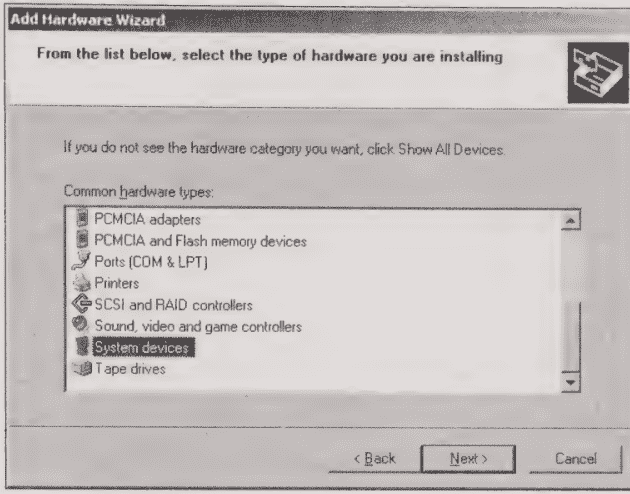 Add Hardware Wizard
From the list below, select the type of hardware you are installing
If you do not see the hardware category you want, click Show All Devices.
Common hardware types:
PCMCIA adapters
PCMCIA and Flash memory devices
Ports (COM & LPT)
Printers
SCSI and RAID controllers
Sound, video and game controllers
System devices
Tape drives
< Back
Next >
Cancel